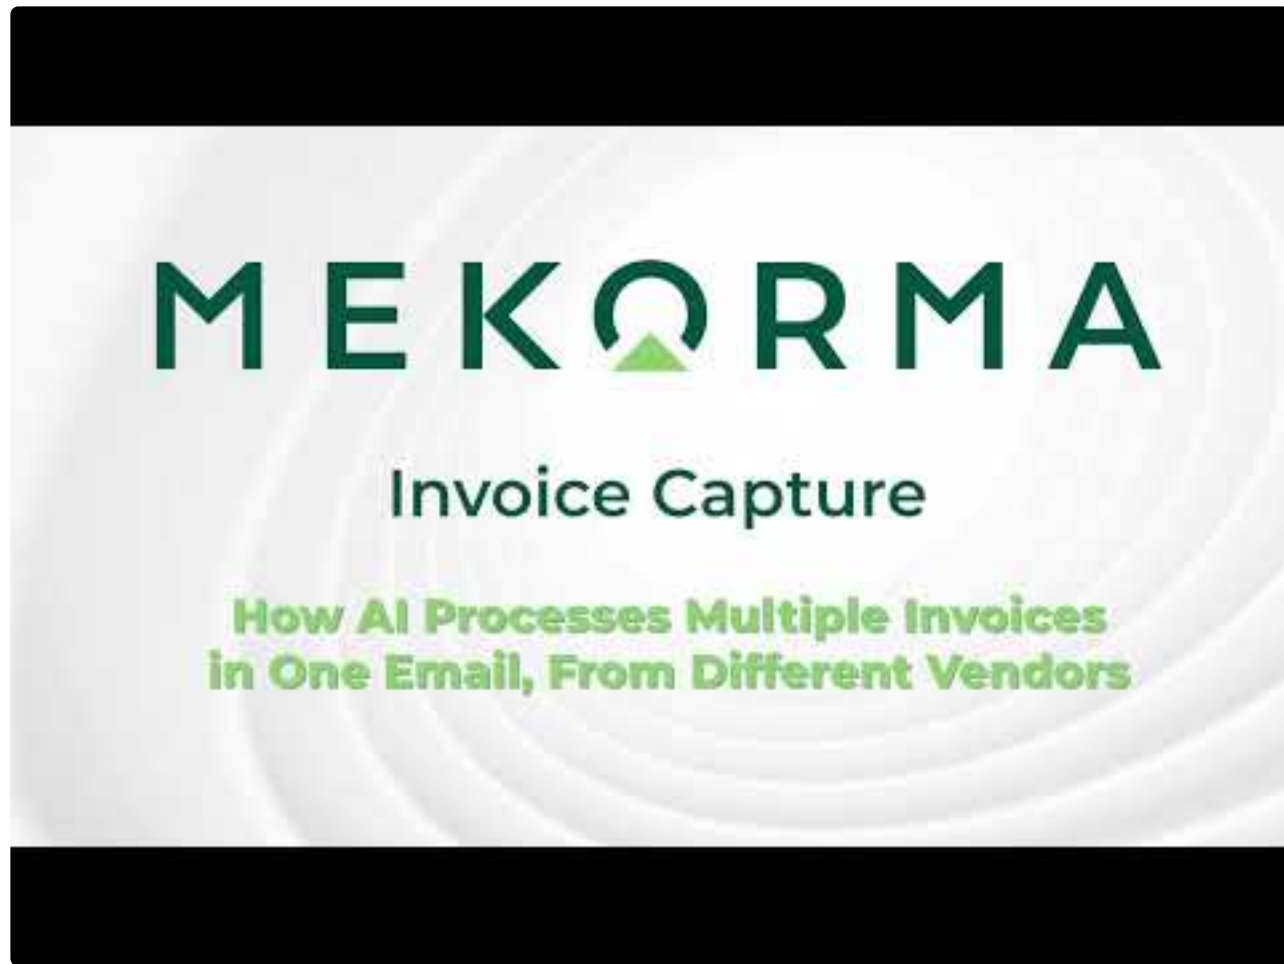 MEKORMA
Invoice Capture
How AI Processes Multiple Invoices
in One Email, From Different Vendors